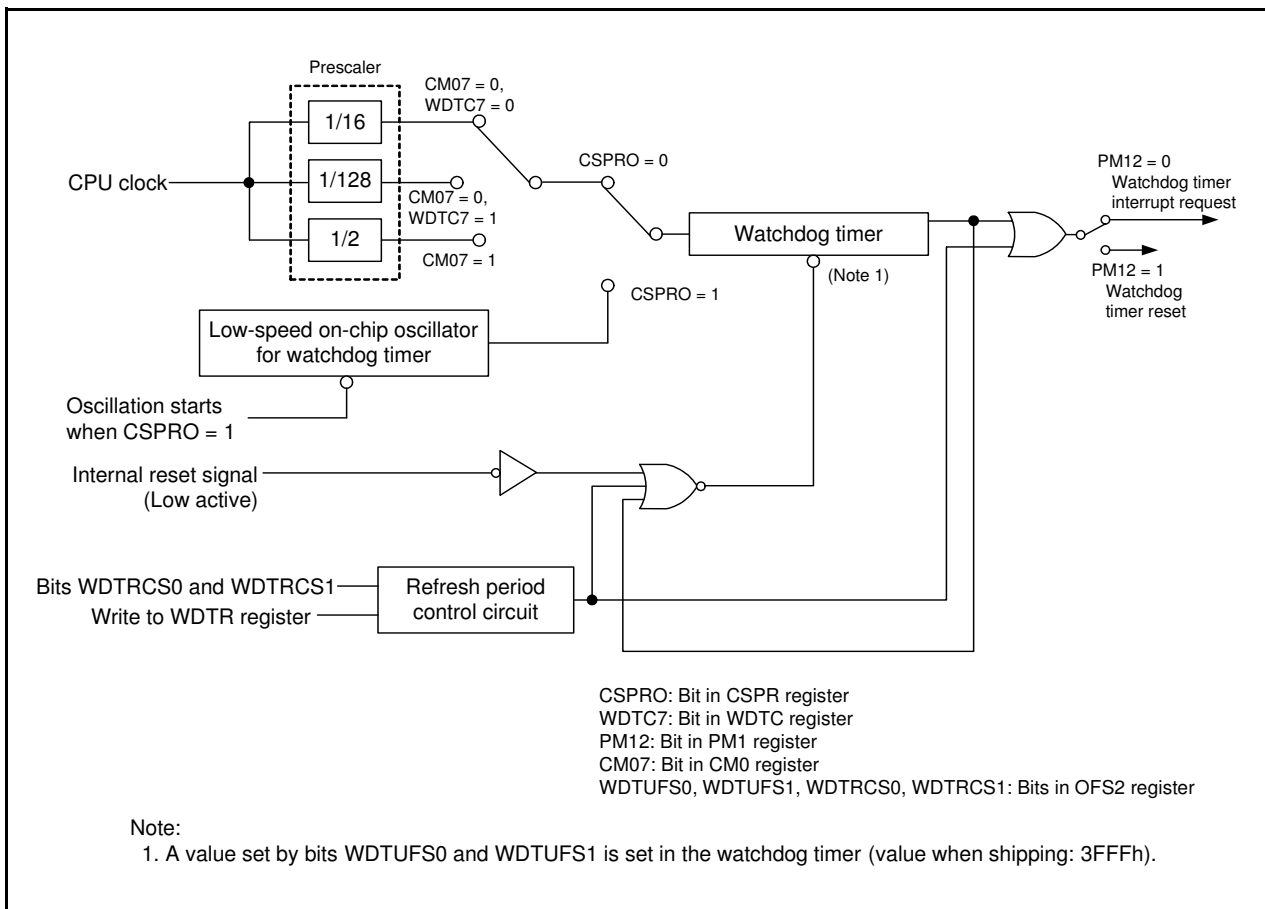 Prescaler
CM07 = 0,
WDTC7 = 0
1/16
CSPRO = 0
PM12 = 0
Watchdog timer
interrupt request
CPU clock
1/128
CM07 = 0,
WDTC7 = 1
1/2
CM07 = 1
Watchdog timer
(Note 1)
PM12 = 1
Watchdog
timer reset
CSPRO = 1
Low-speed on-chip oscillator
for watchdog timer
Oscillation starts
when CSPRO = 1
Internal reset signal
(Low active)
Bits WDTRCS0 and WDTRCS1
Write to WDTR register
Refresh period
control circuit
CSPRO: Bit in CSPR register
WDTC7: Bit in WDTC register
PM12: Bit in PM1 register
CM07: Bit in CM0 register
WDTUFS0, WDTUFS1, WDTRCS0, WDTRCS1: Bits in OFS2 register
Note:
1. A value set by bits WDTUFS0 and WDTUFS1 is set in the watchdog timer (value when shipping: 3FFFh).